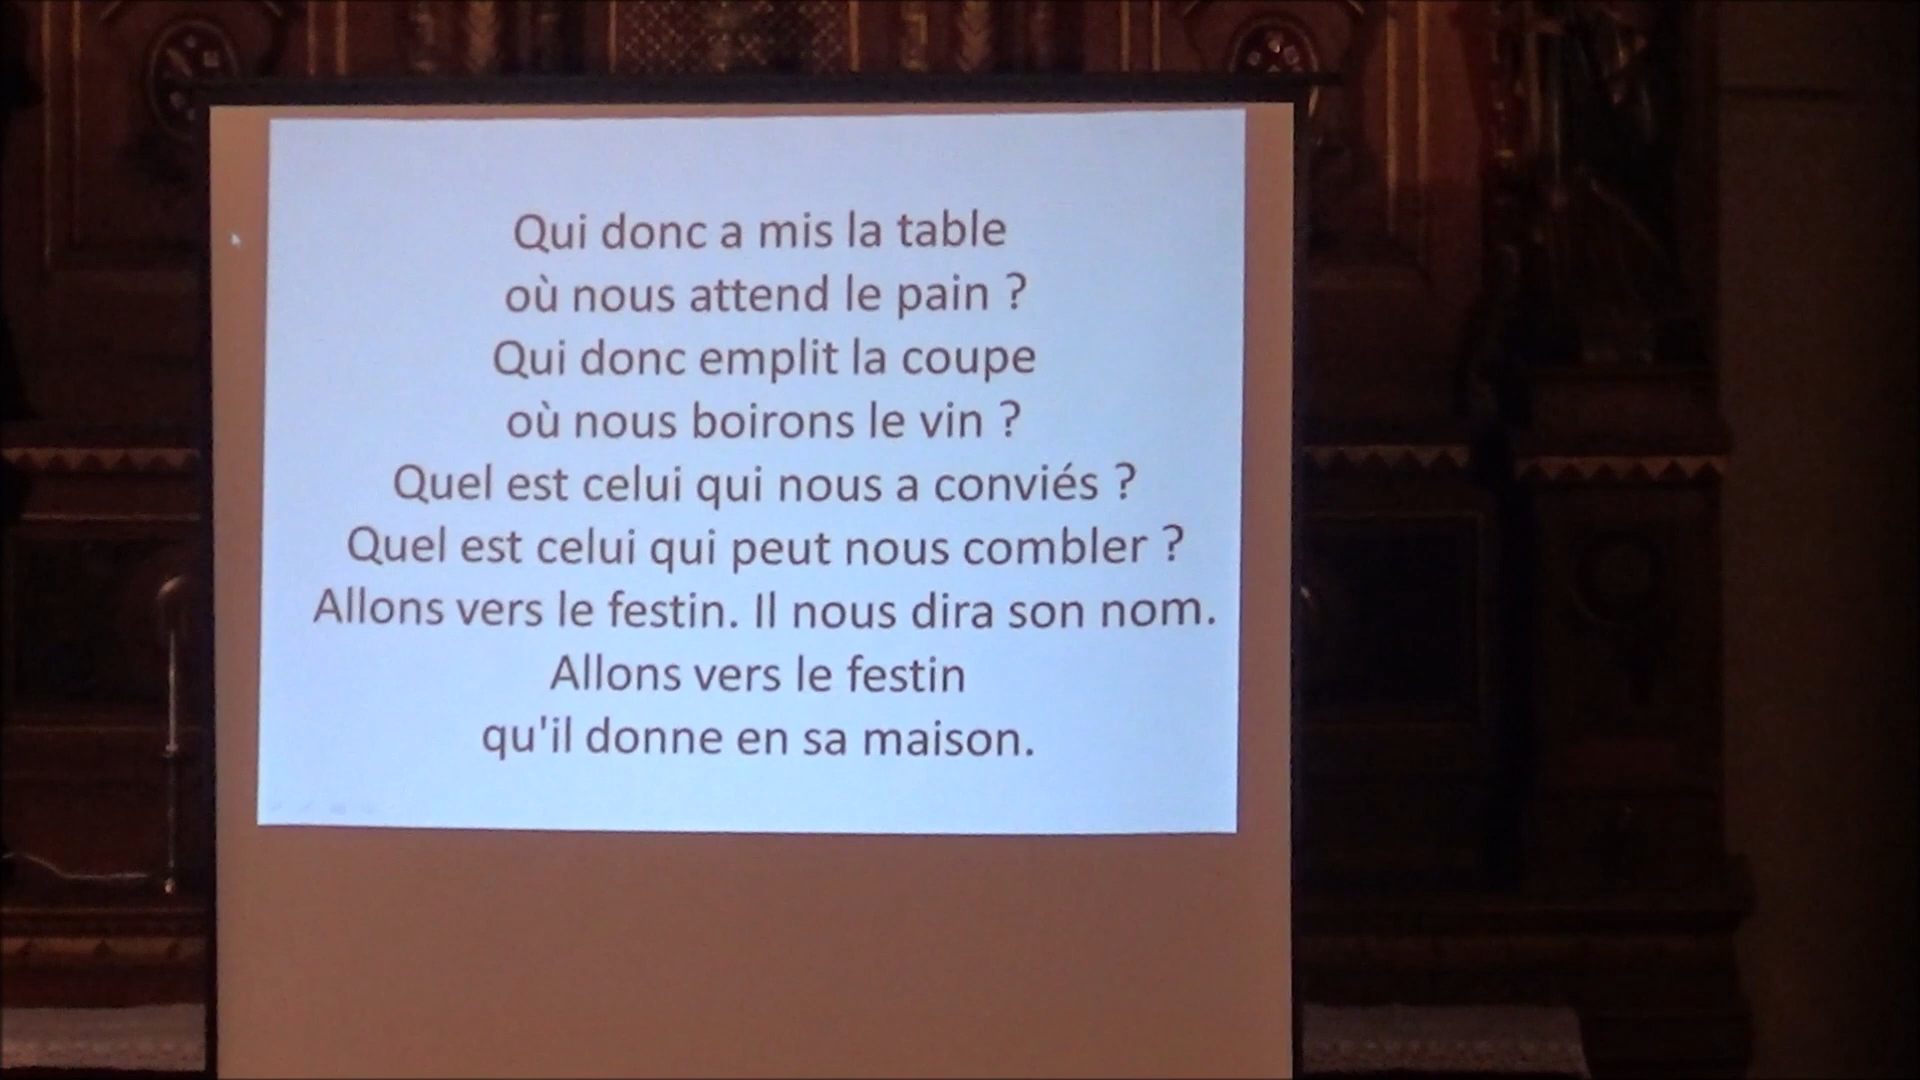 Qui donc a mis la table
où nous attend le pain ?
Qui donc emplit la coupe
où nous boirons le vin ?
Quel est celui qui nous a conviés ?
Quel est celui qui peut nous combler ?
Allons vers le festin. Il nous dira son nom.
Allons vers le festin
qu'il donne en sa maison.